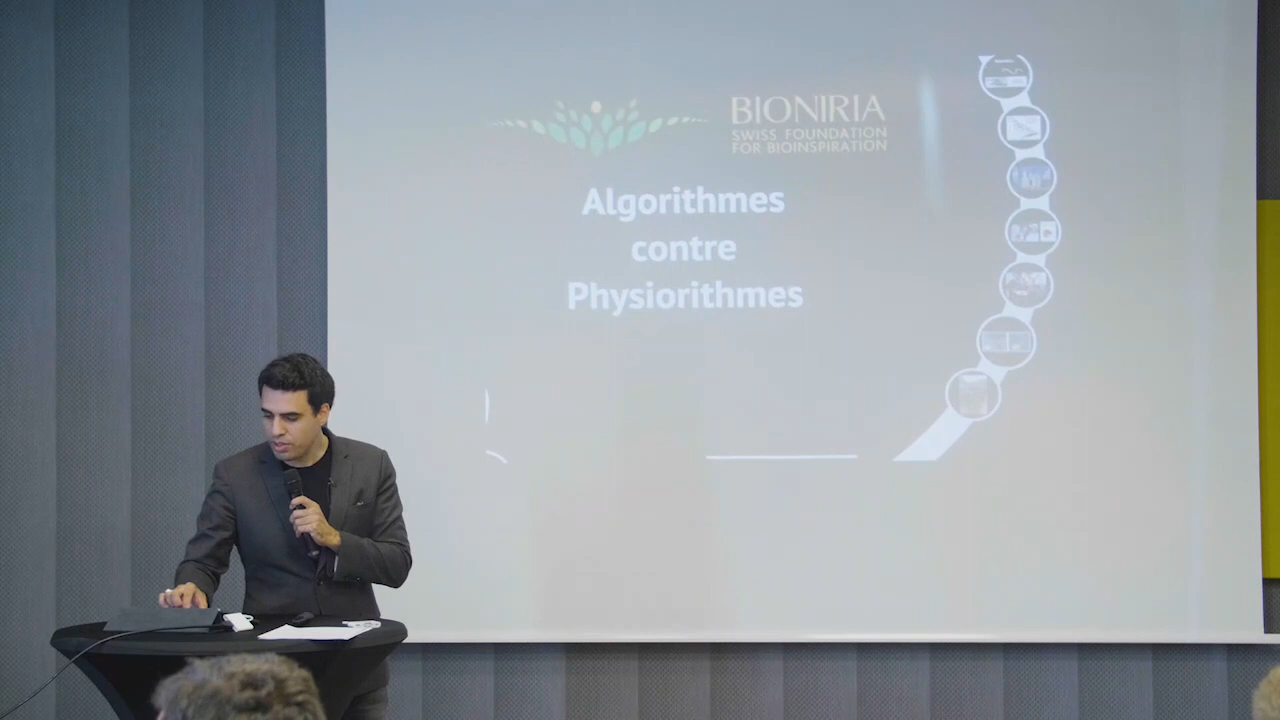 BIONIRIA
SWISS FOUNDATION
FOR BIOINSPIRATION
Algorithmes
contre
Physiorithmes